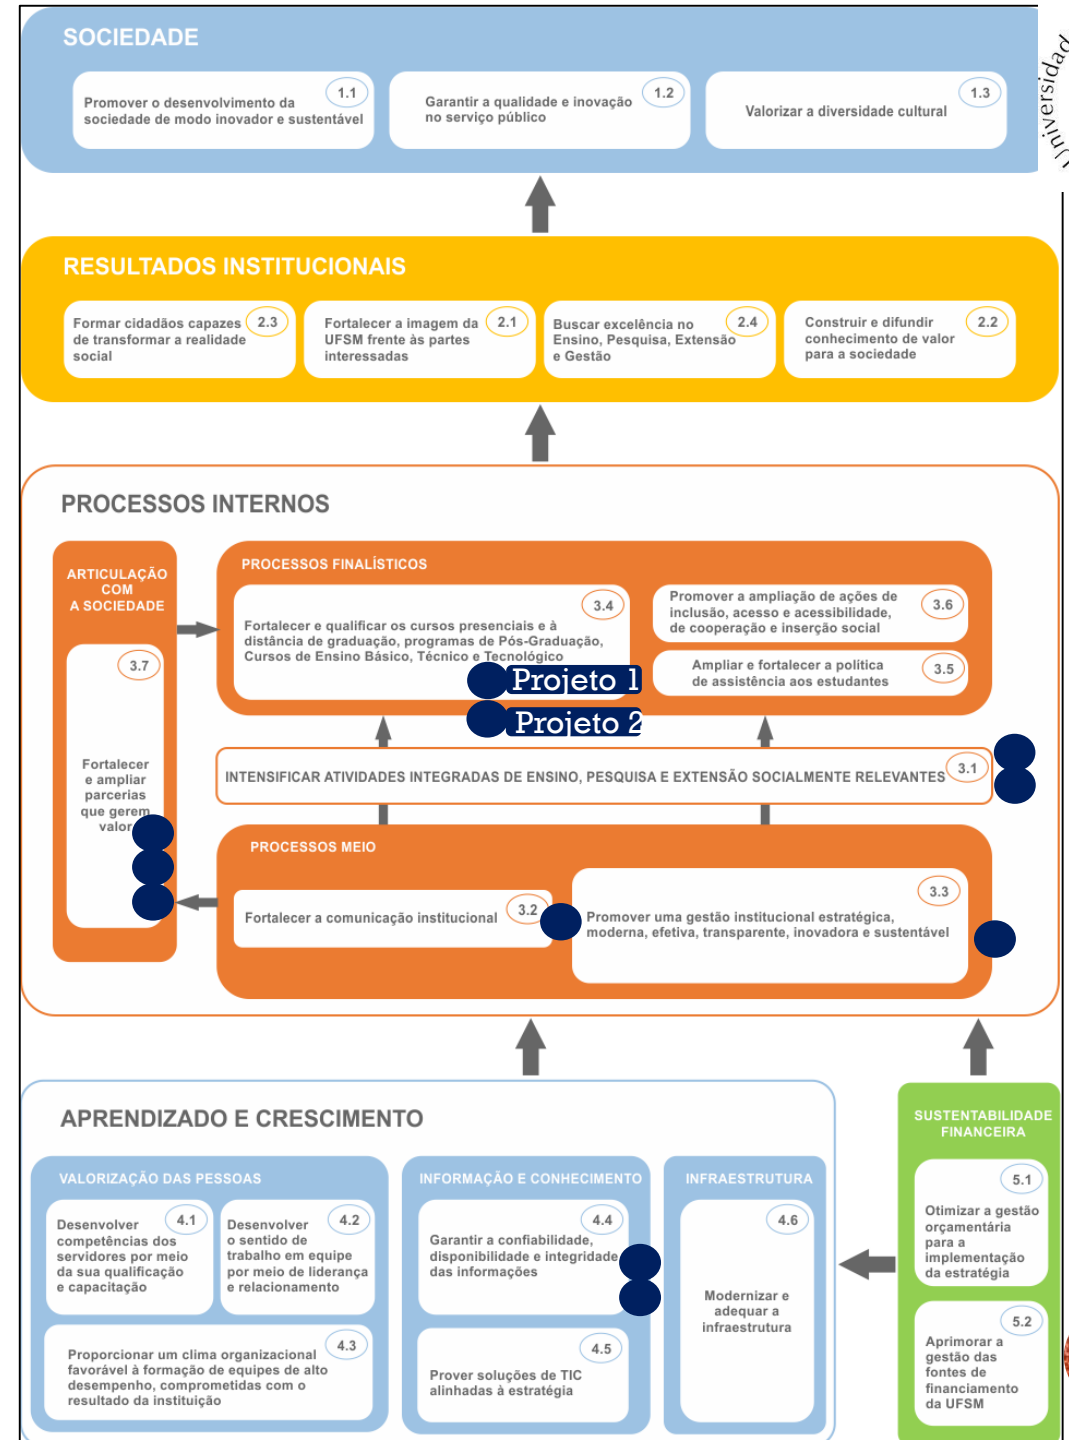 SOCIEDADE
1.1
Promover o desenvolvimento da
sociedade de modo inovador e sustentável
1.2
Garantir a qualidade e inovação
no serviço público
1.3
Valorizar a diversidade cultural
RESULTADOS INSTITUCIONAIS
2.3
Formar cidadãos capazes
de transformar a realidade
social
2.1
Fortalecer a imagem da
UFSM frente às partes
interessadas
2.4
Buscar excelência no
Ensino, Pesquisa, Extensão
e Gestão
2.2
Construir e difundir
conhecimento de valor
para a sociedade
PROCESSOS INTERNOS
ARTICULAÇÃO
COM
A SOCIEDADE
3.7
Fortalecer
e ampliar
parcerias
que gerem
valor
PROCESSOS FINALÍSTICOS
3.4
Fortalecer e qualificar os cursos presenciais e à
distância de graduação, programas de Pós-Graduação,
Cursos de Ensino Básico, Técnico e Tecnológico
Projeto 1
Projeto 2
3.6
Promover a ampliação de ações de
inclusão, acesso e acessibilidade,
de cooperação e inserção social
3.5
Ampliar e fortalecer a política
de assistência aos estudantes
INTENSIFICAR ATIVIDADES INTEGRADAS DE ENSINO, PESQUISA E EXTENSÃO SOCIALMENTE RELEVANTES
3.1
PROCESSOS MEIO
3.2
Fortalecer a comunicação institucional
3.3
Promover uma gestão institucional estratégica,
moderna, efetiva, transparente, inovadora e sustentável
APRENDIZADO E CRESCIMENTO
VALORIZAÇÃO DAS PESSOAS
4.1
Desenvolver
competências dos
servidores por meio
da sua qualificação
e capacitação
4.2
Desenvolver
o sentido de
trabalho em equipe
por meio de liderança
e relacionamento
4.3
Proporcionar um clima organizacional
favorável à formação de equipes de alto
desempenho, comprometidas com o
resultado da instituição
INFORMAÇÃO E CONHECIMENTO
4.4
Garantir a confiabilidade,
disponibilidade e integridade
das informações
4.5
Prover soluções de TIC
alinhadas à estratégia
INFRAESTRUTURA
4.6
Modernizar e
adequar a
infraestrutura
SUSTENTABILIDADE
FINANCEIRA
5.1
Otimizar a gestão
orçamentária
para a
implementação
da estratégia
5.2
Aprimorar a
gestão das
fontes de
financiamento
da UFSM